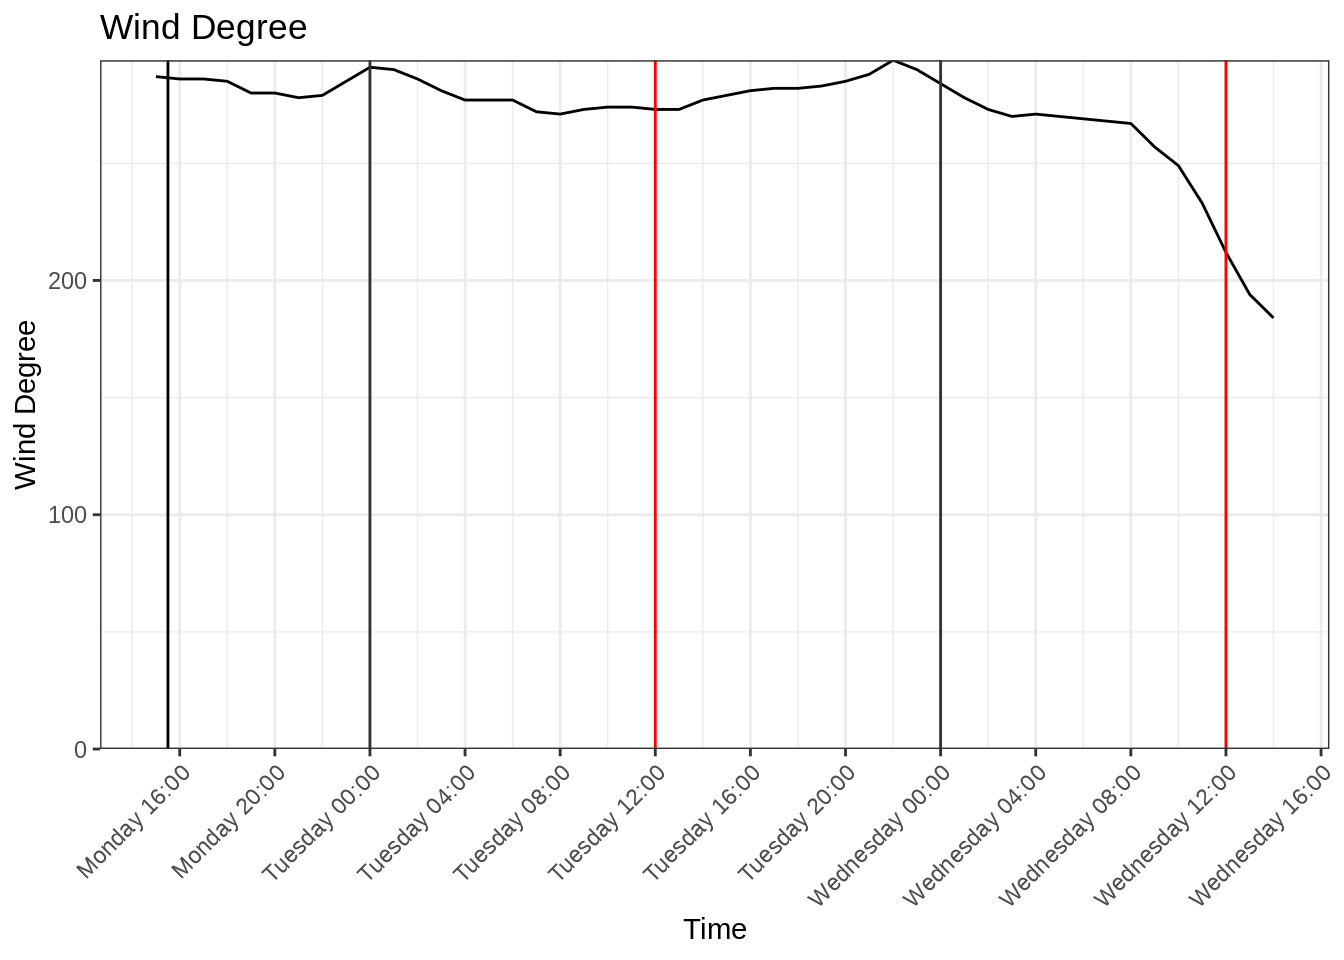 Wind Degree
Wind Degree
200
100
0
Monday 16:00
Monday 20:00
Tuesday 00:00
Tuesday 04:00
Tuesday 08:00
Tuesday 12:00
Tuesday 16:00
Tuesday 20:00
Wednesday 00:00
Wednesday 04:00
Wednesday 08:00
Wednesday 12:00
Wednesday 16:00
Time